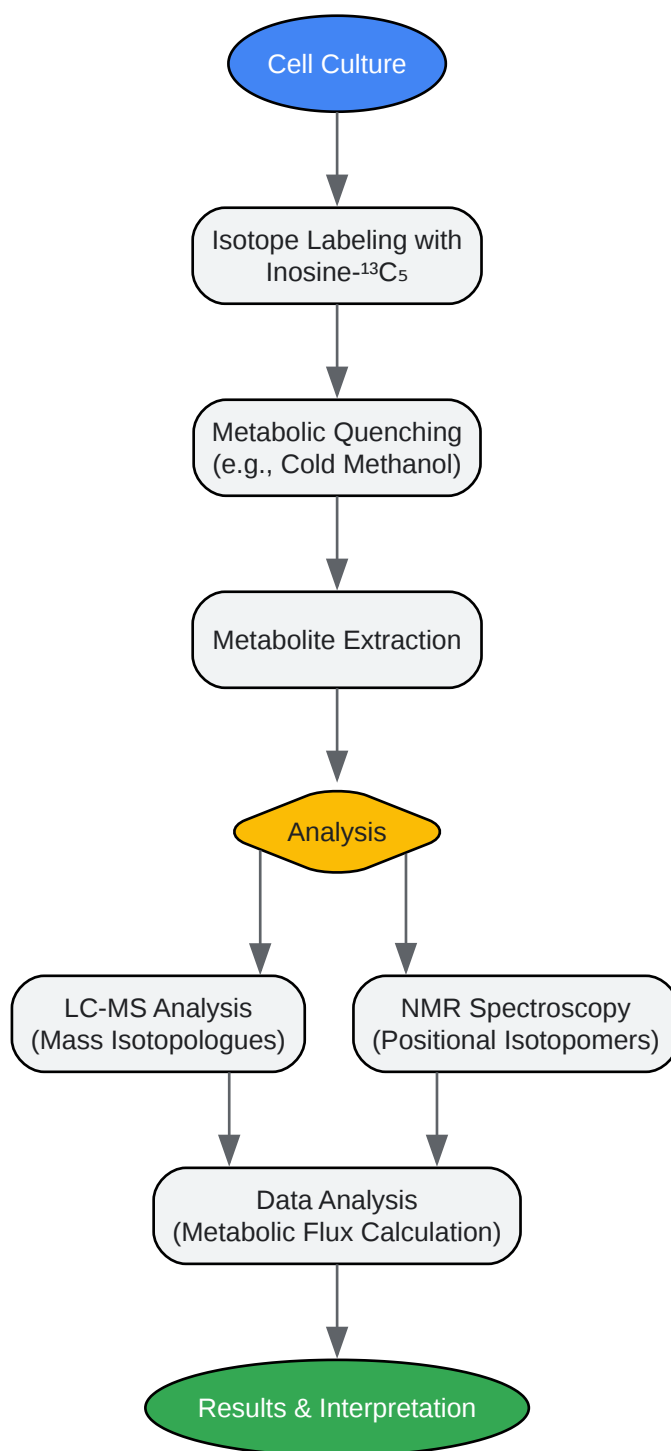 Cell Culture
Isotope Labeling with
Inosine-¹³C₅
Metabolic Quenching
(e.g., Cold Methanol)
Metabolite Extraction
Analysis
LC-MS Analysis
(Mass Isotopologues)
NMR Spectroscopy
(Positional Isotopomers)
Data Analysis
(Metabolic Flux Calculation)
Results & Interpretation